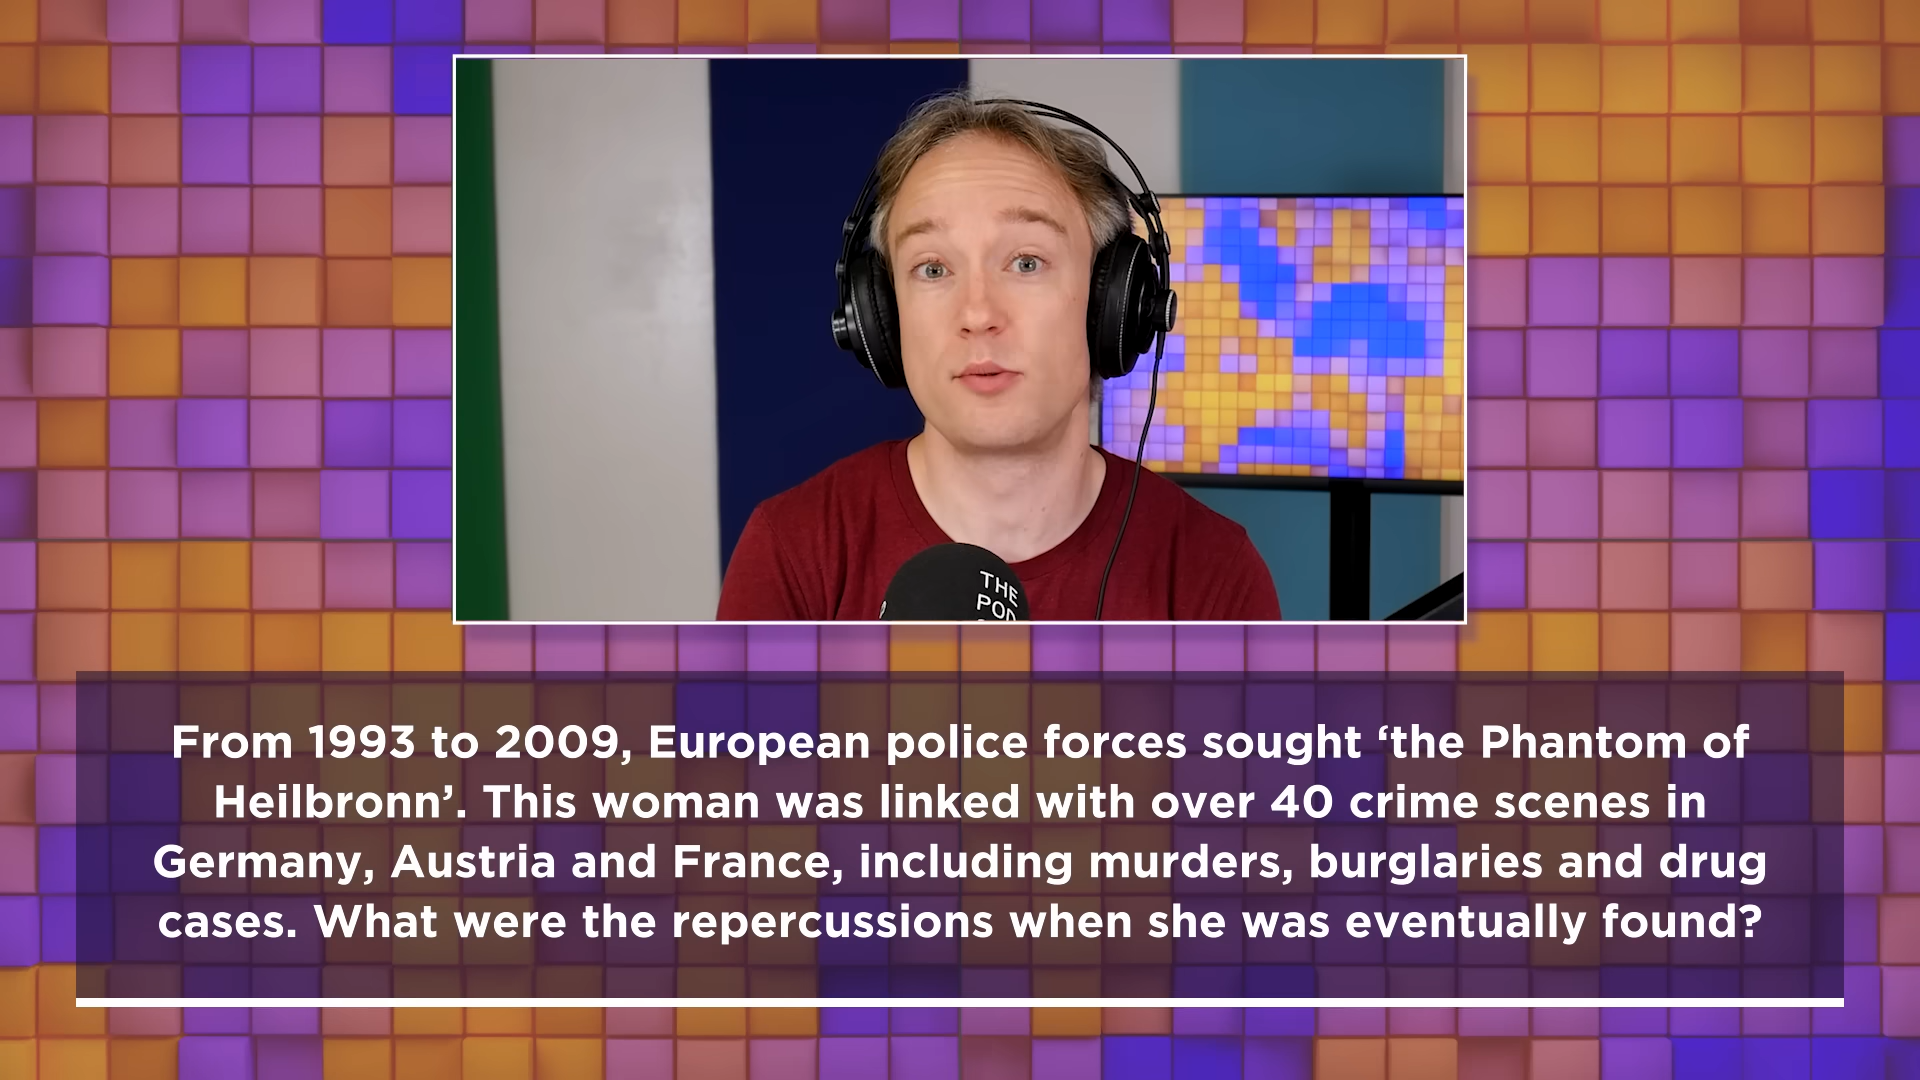 THE
POD
From 1993 to 2009, European police forces sought ‘the Phantom of
Heilbronn’. This woman was linked with over 40 crime scenes in
Germany, Austria and France, including murders, burglaries and drug
cases. What were the repercussions when she was eventually found?